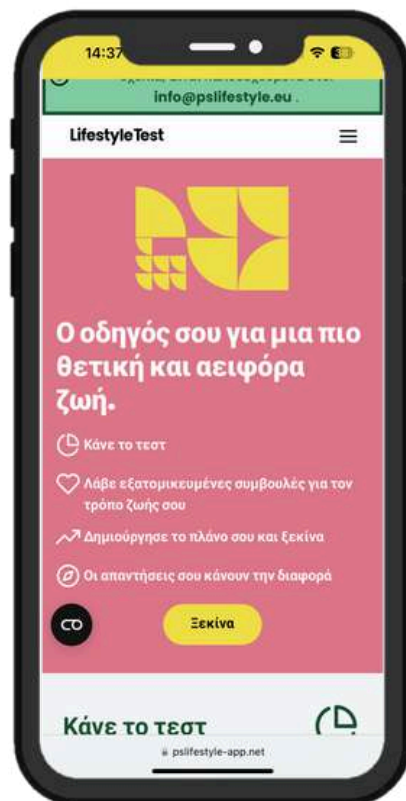 14:37
info@pslifestyle.eu .
LifestyleTest
Ο οδηγός σου για μια πιο
θετική και αειφόρα
ζωή.
Κάνε το τεστ
Λάβε εξατομικευμένες συμβουλές για τον
τρόπο ζωής σου
Δημιούργησε το πλάνο σου και ξεκίνα
Οι απαντήσεις σου κάνουν την διαφορά
Ξεκίνα
Κάνε το τεστ
pslifestyle-app.net